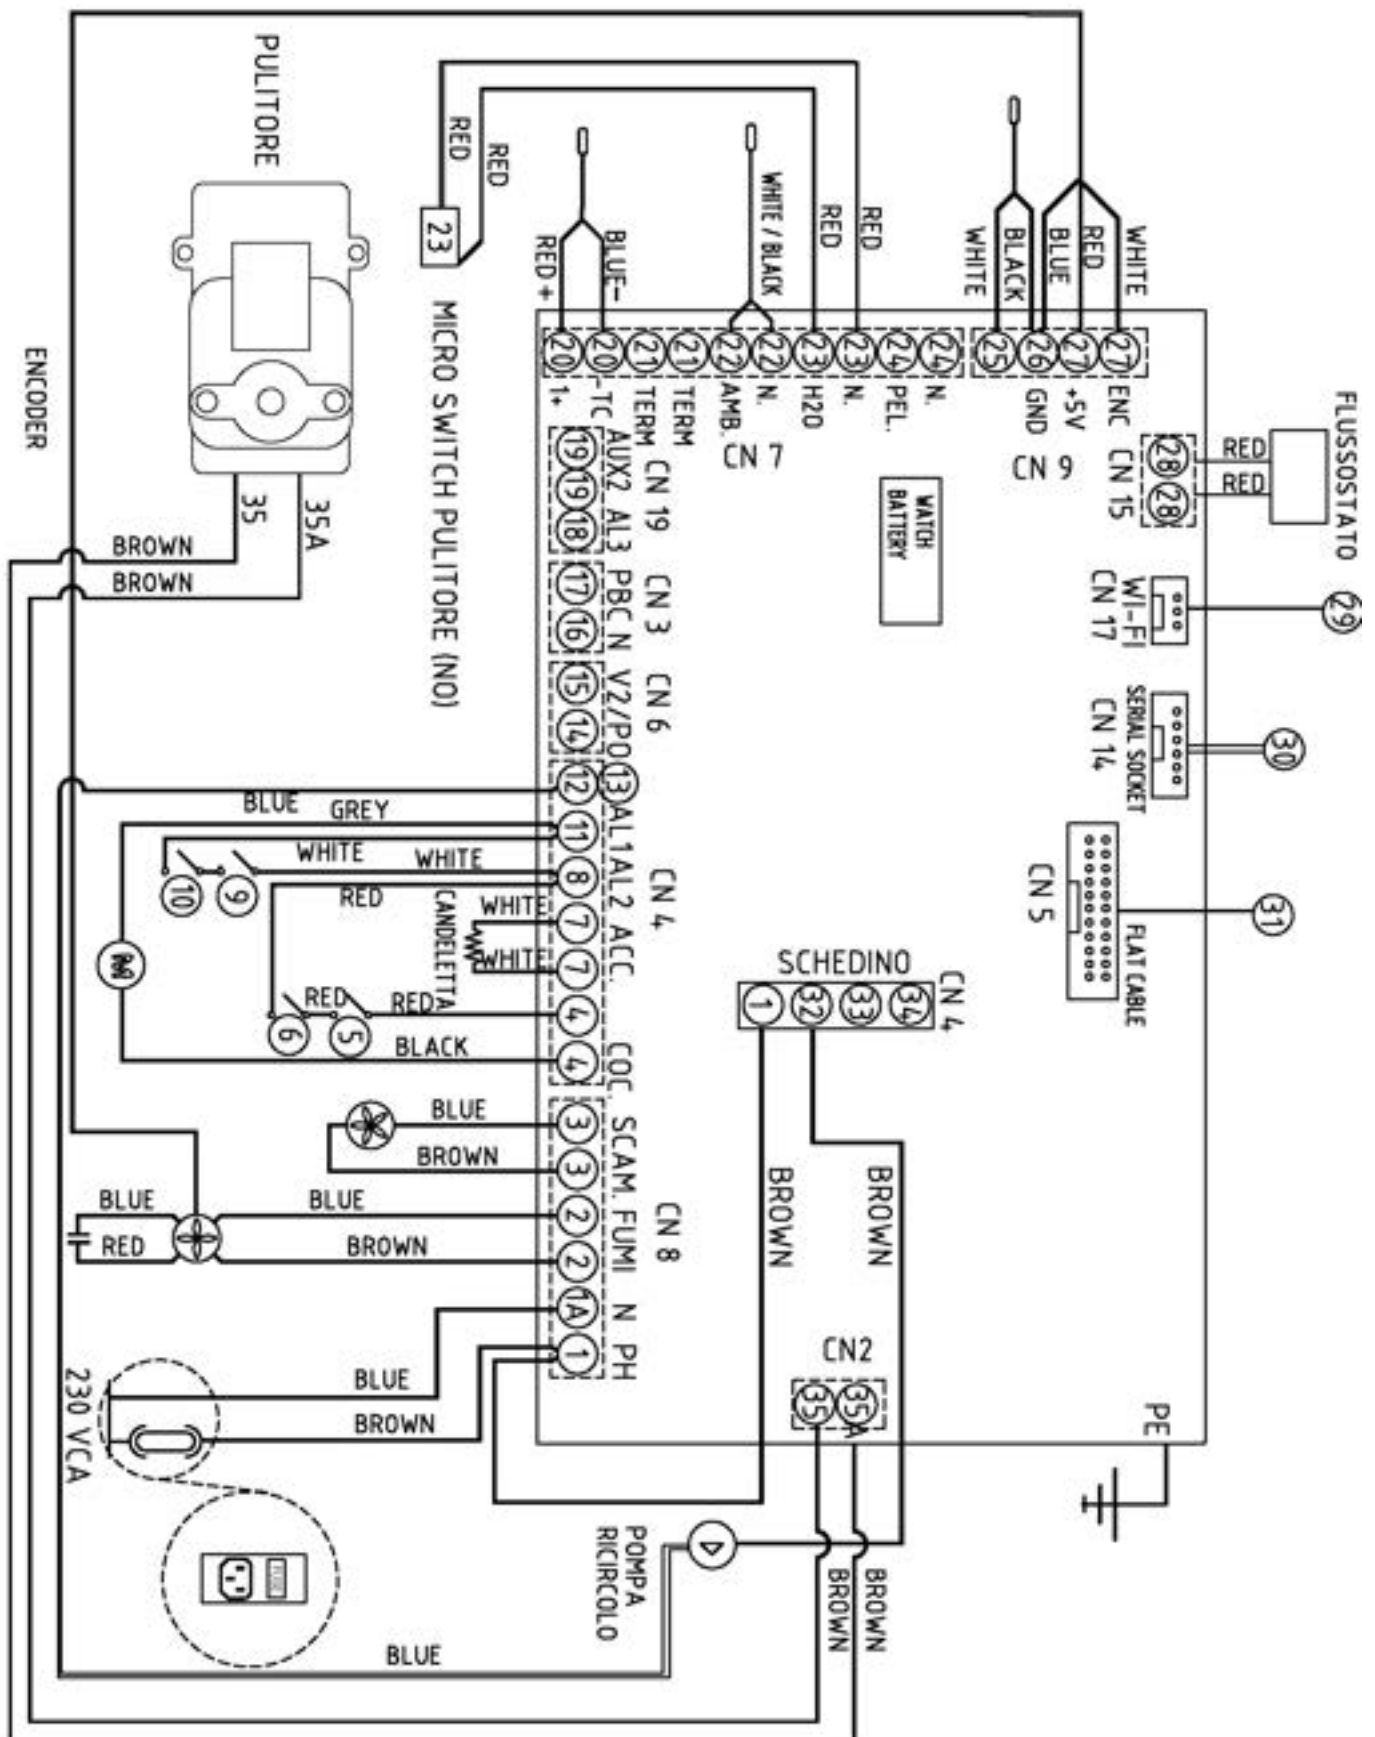 PULITORE
35A
35
BROWN
BROWN
ENCODER
RED
RED
23
MICRO SWITCH PULITORE (NO)
RED +
BLUE-
WHITE / BLACK
RED
RED
WHITE
BLACK
BLUE
RED
WHITE
20
20
21
21
22
22
23
23
24
24
25
26
27
27
1+
-TC
TERM
TERM
AMB.
N.
H20
N.
PEL.
N.
GND
+5V
ENC
CN 7
CN 9
FLUSSOSTATO
RED
RED
28
28
CN 15
WATCH
BATTERY
29
WI-FI
CN 17
30
SERIAL SOCKET
CN 14
31
FLAT CABLE
CN 5
19
19
18
AUX2 AL3
CN 19
17
16
PBC N
CN 3
15
14
V2/PO
CN 6
12
13
11
8
7
7
4
4
AL1 AL2 ACC.
COC.
CN 4
BLUE
GREY
WHITE
WHITE
10
9
RED
WHITE
WHITE
CANDELETTA
RED
RED
6
5
BLACK
SCHEDINO
CN 4
1
32
33
34
BROWN
BROWN
3
3
2
2
1A
1
SCAM. FUMI N PH
CN 8
BLUE
BROWN
BLUE
RED
BLUE
BROWN
BLUE
BROWN
230 VCA
FUSE
CN2
35
35A
PE
POMPA
RICIRCOLO
BROWN
BROWN
BLUE